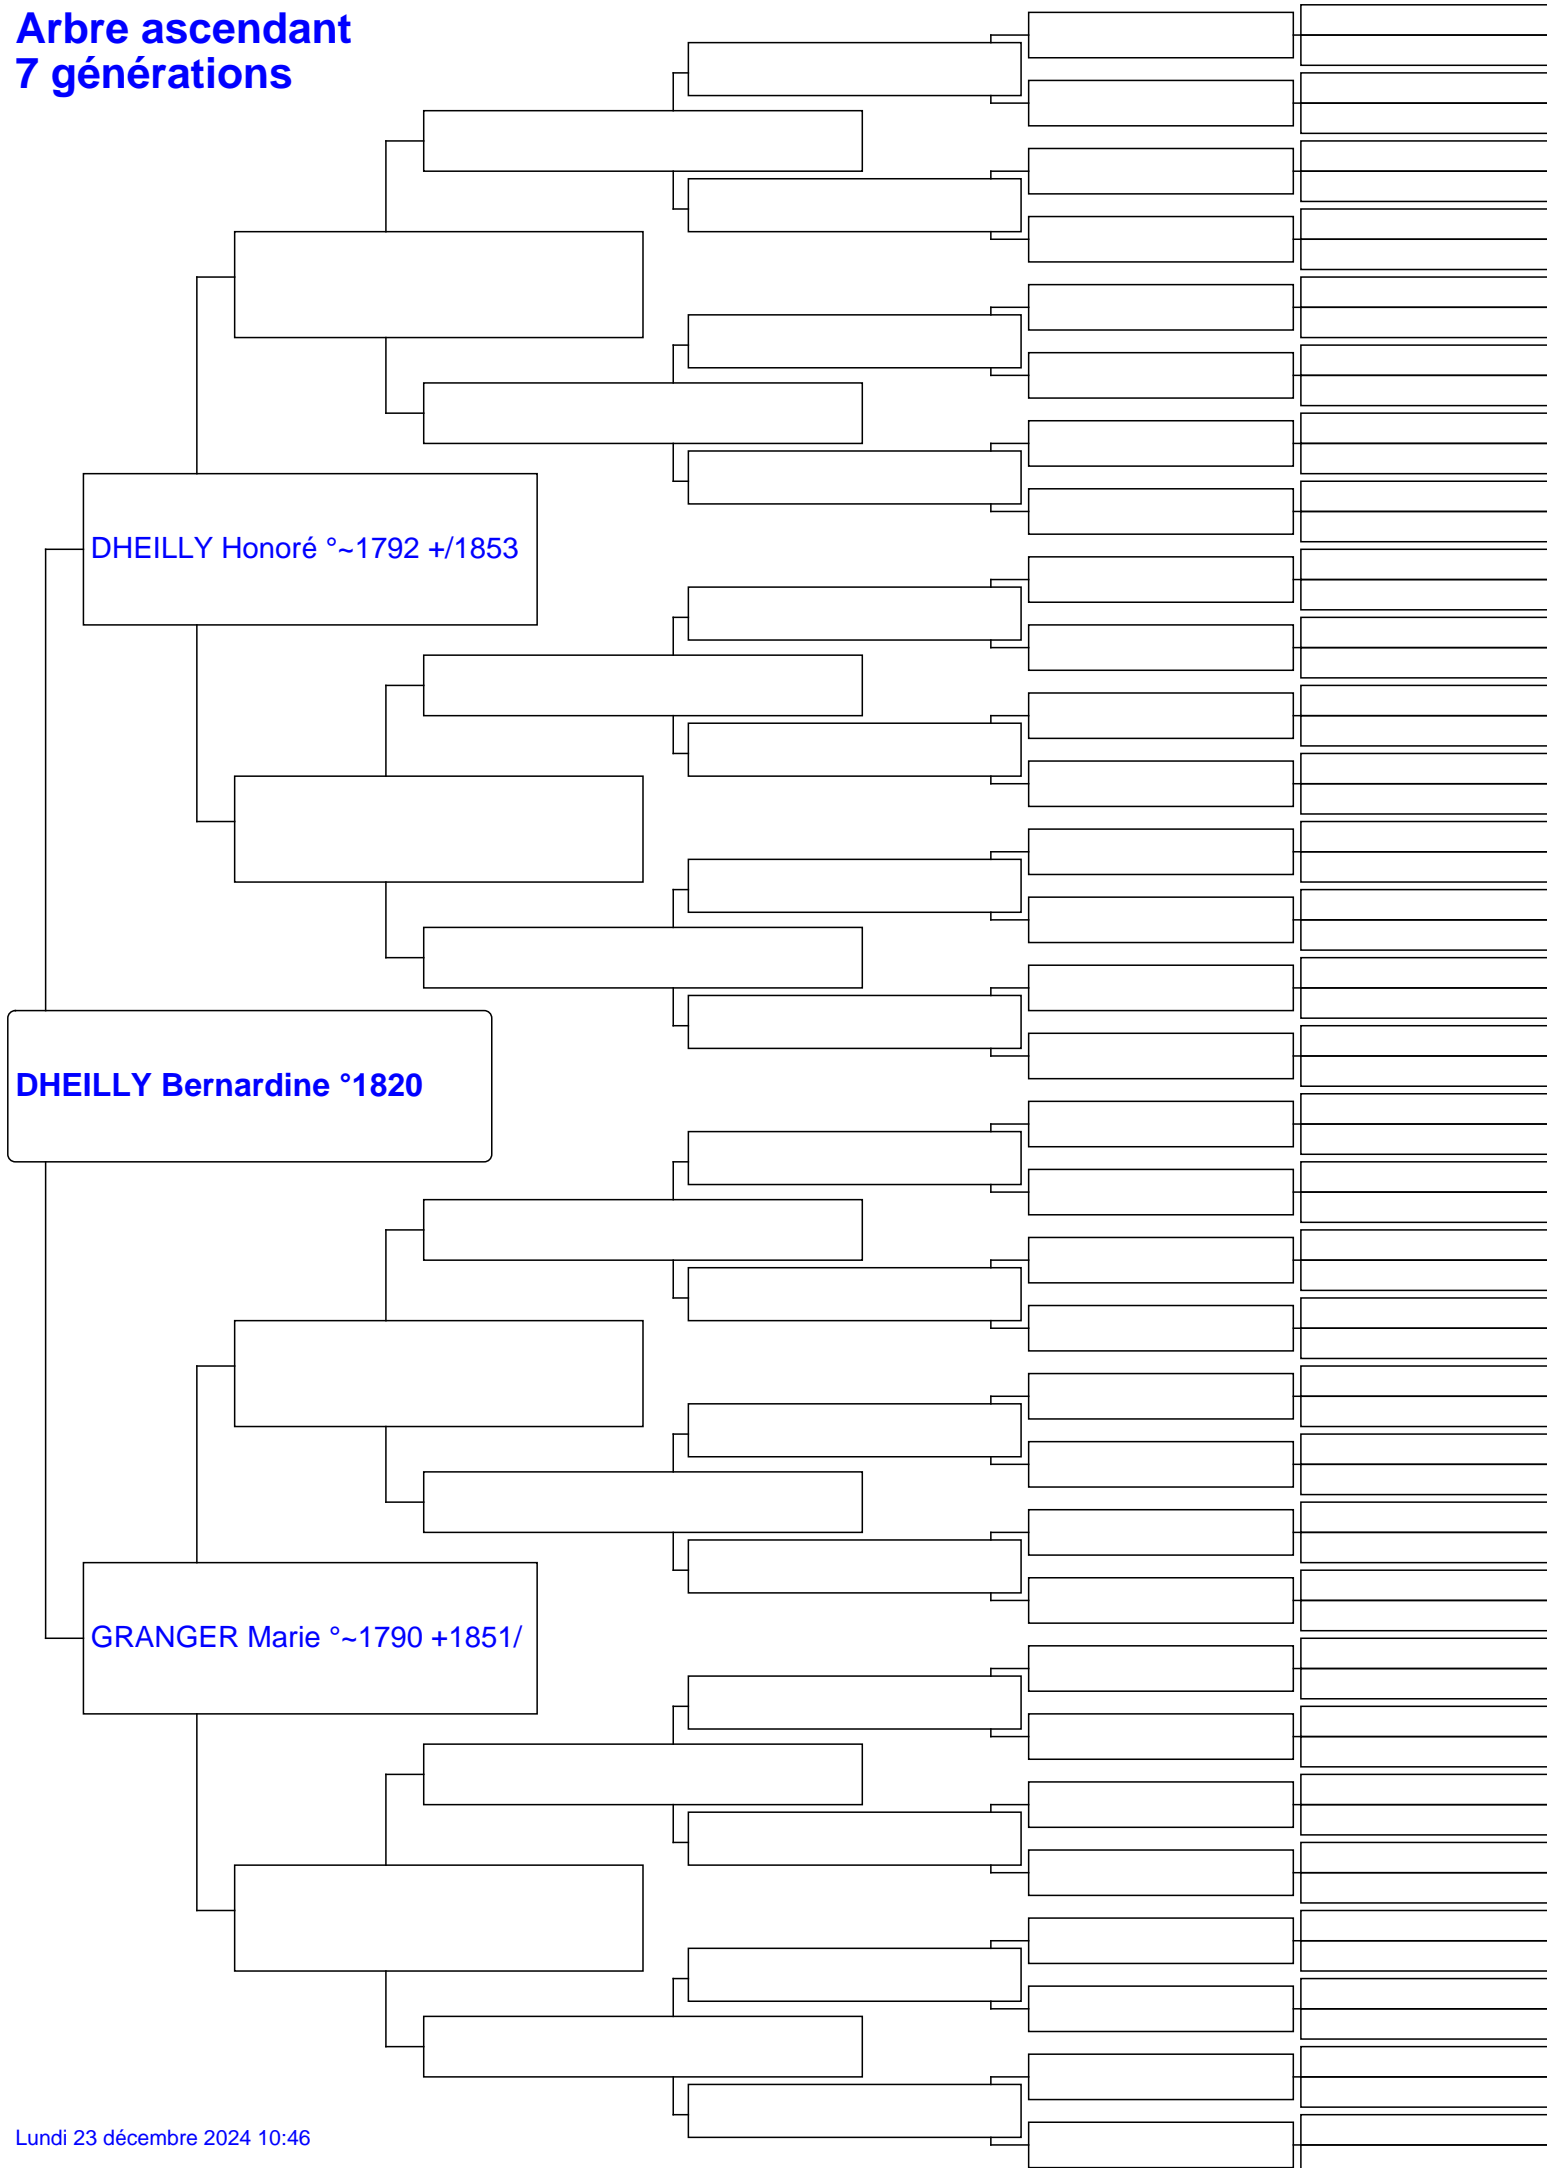 Arbre ascendant
7 générations
DHEILLY Honoré °~1792 +/1853
DHEILLY Bernardine °1820
GRANGER Marie °~1790 +1851/
Lundi 23 décembre 2024 10:46